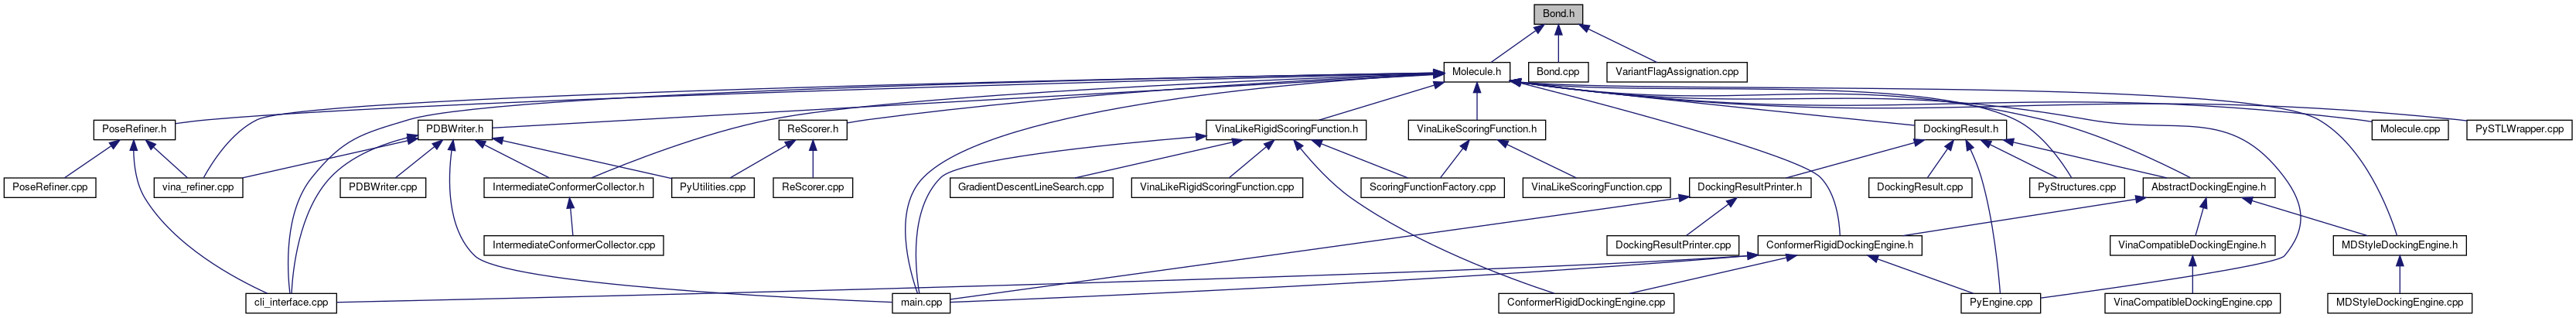 Bond.h
Molecule.h
Bond.cpp
VariantFlagAssignation.cpp
PoseRefiner.h
PDBWriter.h
ReScorer.h
VinaLikeRigidScoringFunction.h
VinaLikeScoringFunction.h
DockingResult.h
Molecule.cpp
PySTLWrapper.cpp
PoseRefiner.cpp
vina_refiner.cpp
PDBWriter.cpp
IntermediateConformerCollector.h
PyUtilities.cpp
ReScorer.cpp
GradientDescentLineSearch.cpp
VinaLikeRigidScoringFunction.cpp
ScoringFunctionFactory.cpp
VinaLikeScoringFunction.cpp
DockingResultPrinter.h
DockingResult.cpp
PyStructures.cpp
AbstractDockingEngine.h
IntermediateConformerCollector.cpp
DockingResultPrinter.cpp
ConformerRigidDockingEngine.h
VinaCompatibleDockingEngine.h
MDStyleDockingEngine.h
cli_interface.cpp
main.cpp
ConformerRigidDockingEngine.cpp
PyEngine.cpp
VinaCompatibleDockingEngine.cpp
MDStyleDockingEngine.cpp